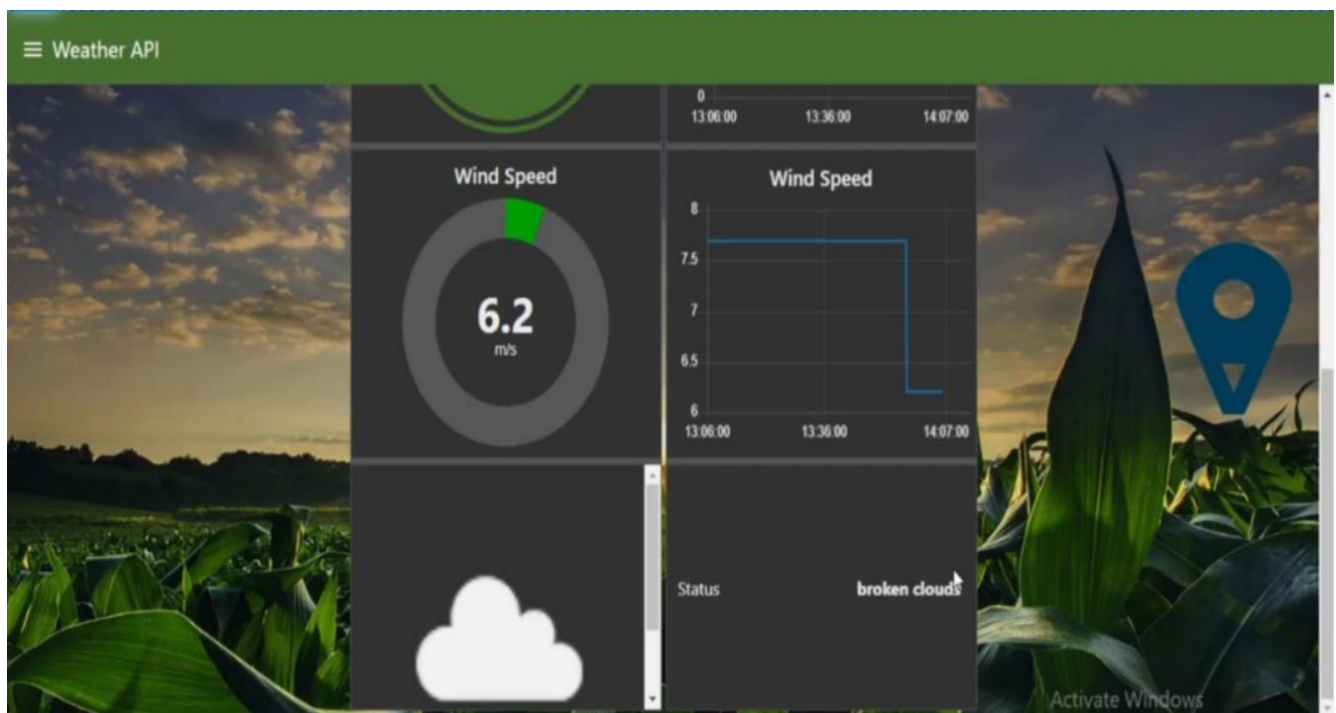 Weather API
0
13:06:00 13:36:00 14:07:00
Wind Speed
6.2
m/s
Wind Speed
8
7.5
7
6.5
6
13:06:00 13:36:00 14:07:00
Status broken clouds
Activate Windows